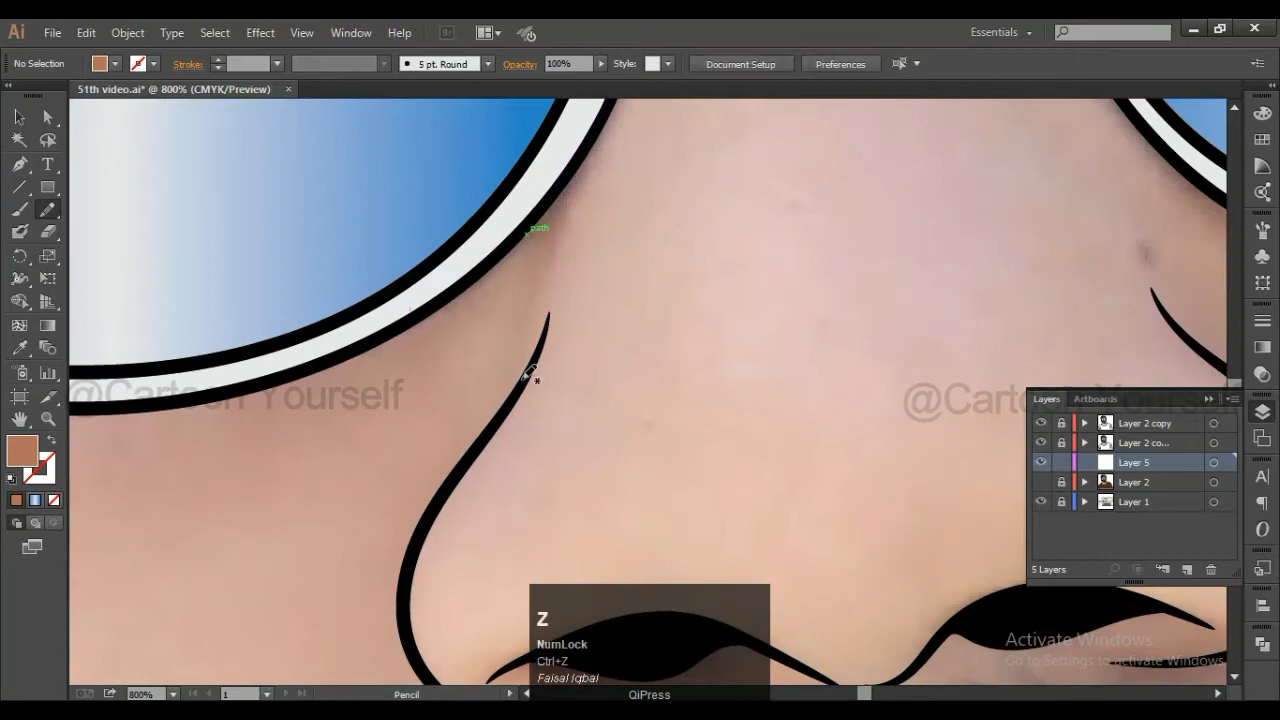 Ai File Edit Object Type Select Effect View Window Help Br Essentials
No Selection Stroke: 5 pt. Round Opacity: 100% Style: Document Setup Preferences
51th video.ai* @ 800% (CMYK/Preview)
path
@Cartoon Yourself
@Cartoon Yourself
Layers Artboards
Layer 2 copy
Layer 2 co...
Layer 5
Layer 2
Layer 1
5 Layers
Z
NumLock
Ctrl+Z
Faisal Iqbal
QiPress
Activate Windows
Go to Settings to activate Windows.
800% 1 Pencil